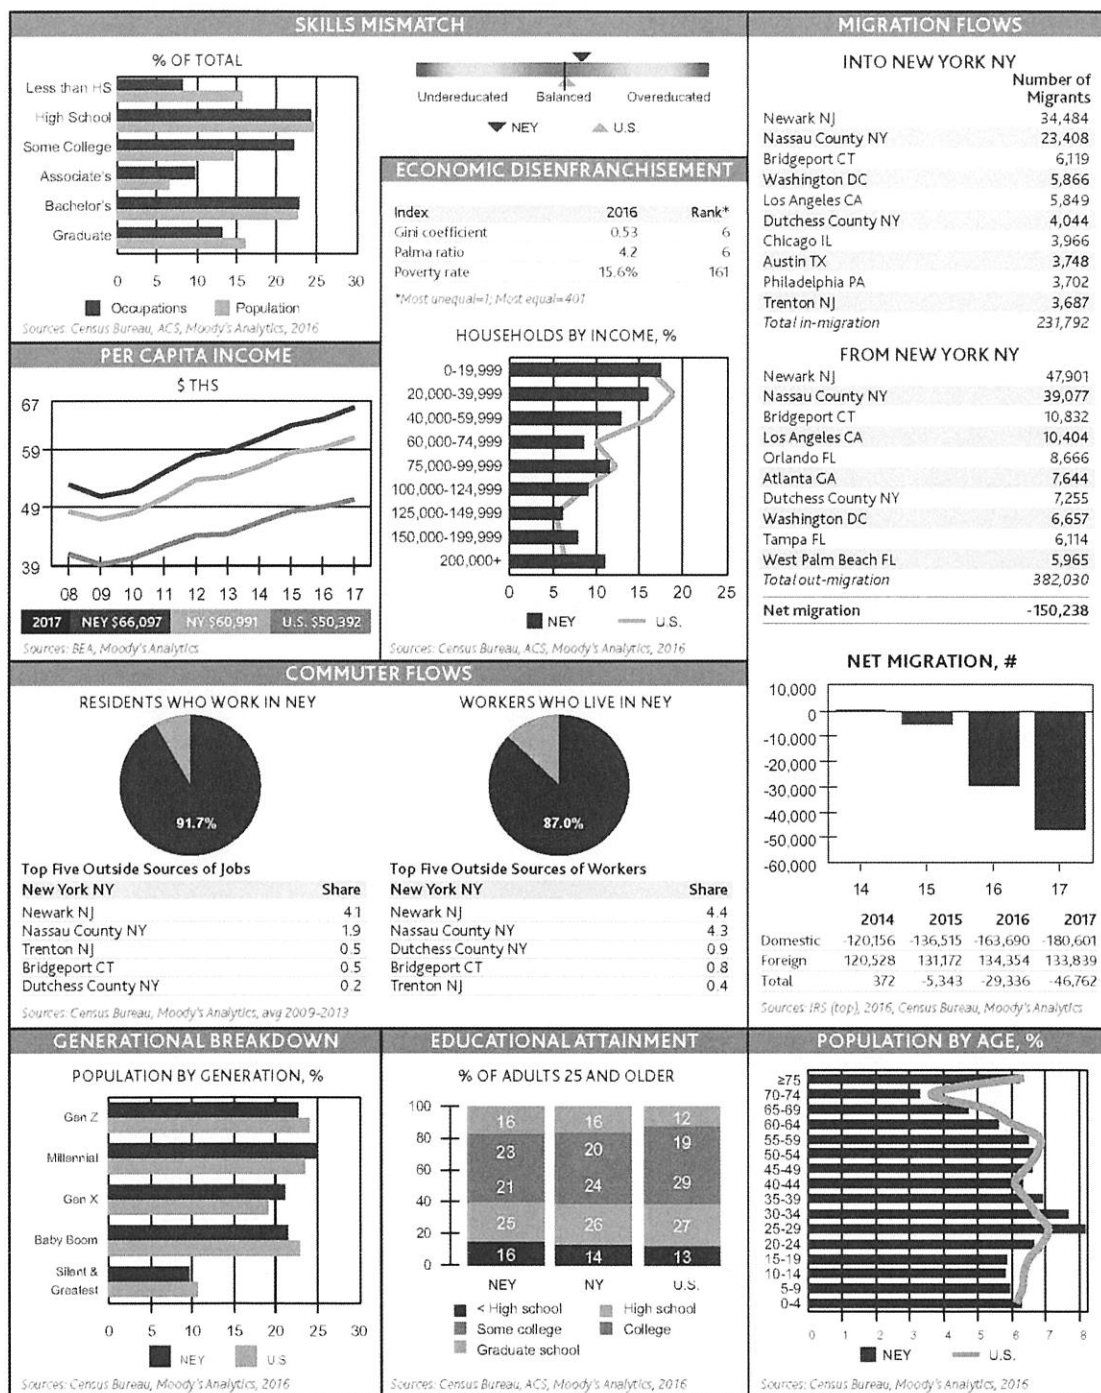 SKILLS MISMATCH
% OF TOTAL
Less than HS
High School
Some College
Associate's
Bachelor's
Graduate
0 5 10 15 20 25 30
Occupations Population
Sources: Census Bureau, ACS, Moody's Analytics, 2016
Undereducated Balanced Overeducated
NEY U.S.
ECONOMIC DISENFRANCHISEMENT
Index 2016 Rank*
Gini coefficient 0.53 6
Palma ratio 4.2 6
Poverty rate 15.6% 161
*Most unequal=1; Most equal=401
HOUSEHOLDS BY INCOME, %
0-19,999
20,000-39,999
40,000-59,999
60,000-74,999
75,000-99,999
100,000-124,999
125,000-149,999
150,000-199,999
200,000+
0 5 10 15 20 25
NEY U.S.
Sources: Census Bureau, ACS, Moody's Analytics, 2016
PER CAPITA INCOME
$ THS
67
59
49
39
08 09 10 11 12 13 14 15 16 17
2017 NEY $66,097 NY $60,991 U.S. $50,392
Sources: BEA, Moody's Analytics
MIGRATION FLOWS
INTO NEW YORK NY
Number of
Migrants
Newark NJ 34,484
Nassau County NY 23,408
Bridgeport CT 6,119
Washington DC 5,866
Los Angeles CA 5,849
Dutchess County NY 4,044
Chicago IL 3,966
Austin TX 3,748
Philadelphia PA 3,702
Trenton NJ 3,687
Total in-migration 231,792
FROM NEW YORK NY
Newark NJ 47,901
Nassau County NY 39,077
Bridgeport CT 10,832
Los Angeles CA 10,404
Orlando FL 8,666
Atlanta GA 7,644
Dutchess County NY 7,255
Washington DC 6,657
Tampa FL 6,114
West Palm Beach FL 5,965
Total out-migration 382,030
Net migration -150,238
NET MIGRATION, #
10,000
0
-10,000
-20,000
-30,000
-40,000
-50,000
-60,000
14 15 16 17
2014 2015 2016 2017
Domestic -120,156 -136,515 -163,690 -180,601
Foreign 120,528 131,172 134,354 133,839
Total 372 -5,343 -29,336 -46,762
Sources: IRS (top), 2016, Census Bureau, Moody's Analytics
COMMUTER FLOWS
RESIDENTS WHO WORK IN NEY
91.7%
Top Five Outside Sources of Jobs
New York NY Share
Newark NJ 4.1
Nassau County NY 1.9
Trenton NJ 0.5
Bridgeport CT 0.5
Dutchess County NY 0.2
Sources: Census Bureau, Moody's Analytics, avg 2009-2013
WORKERS WHO LIVE IN NEY
87.0%
Top Five Outside Sources of Workers
New York NY Share
Newark NJ 4.4
Nassau County NY 4.3
Dutchess County NY 0.9
Bridgeport CT 0.8
Trenton NJ 0.4
GENERATIONAL BREAKDOWN
POPULATION BY GENERATION, %
Gen Z
Millennial
Gen X
Baby Boom
Silent &
Greatest
0 5 10 15 20 25 30
NEY U.S
Sources: Census Bureau, Moody's Analytics, 2016
EDUCATIONAL ATTAINMENT
% OF ADULTS 25 AND OLDER
100
80
60
40
20
0
16 16 12
23 20 19
21 24 29
25 26 27
16 14 13
NEY NY U.S.
< High school High school
Some college College
Graduate school
Sources: Census Bureau, ACS, Moody's Analytics, 2016
POPULATION BY AGE, %
≥75
70-74
65-69
60-64
55-59
50-54
45-49
40-44
35-39
30-34
25-29
20-24
15-19
10-14
5-9
0-4
0 1 2 3 4 5 6 7 8
NEY U.S.
Sources: Census Bureau, Moody's Analytics, 2016